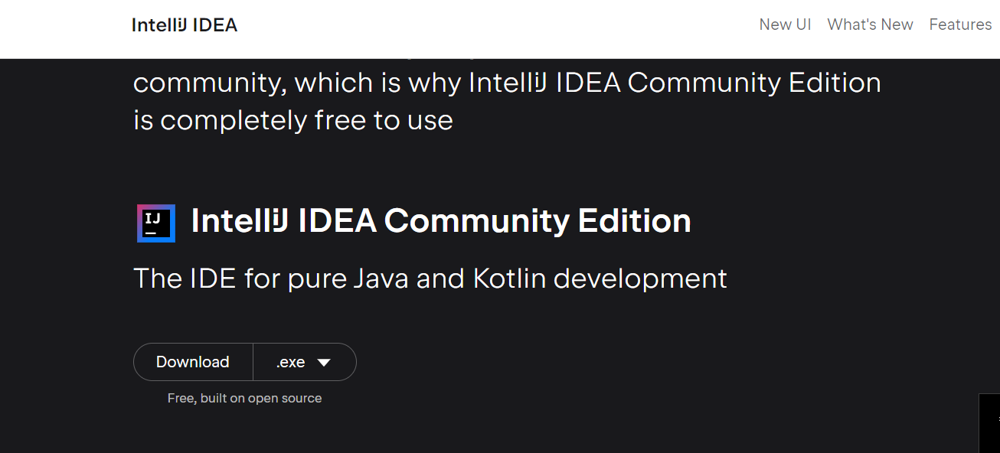 IntelliJ IDEA
New UI What's New Features
community, which is why IntelliJ IDEA Community Edition
is completely free to use
IJ
IntelliJ IDEA Community Edition
The IDE for pure Java and Kotlin development
Download .exe
Free, built on open source